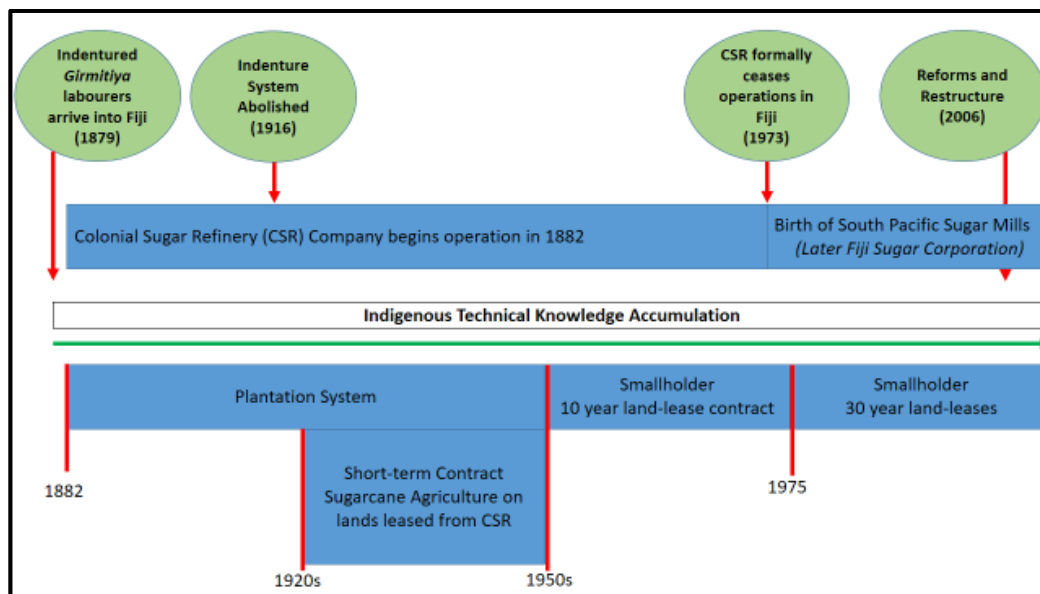 Indentured
Girmitiya
labourers
arrive into Fiji
(1879)
Indenture
System
Abolished
(1916)
CSR formally
ceases
operations in
Fiji
(1973)
Reforms and
Restructure
(2006)
Colonial Sugar Refinery (CSR) Company begins operation in 1882
Birth of South Pacific Sugar Mills
(Later Fiji Sugar Corporation)
Indigenous Technical Knowledge Accumulation
Plantation System
Smallholder
10 year land-lease contract
Smallholder
30 year land-leases
Short-term Contract
Sugarcane Agriculture on
lands leased from CSR
1882
1975
1920s
1950s